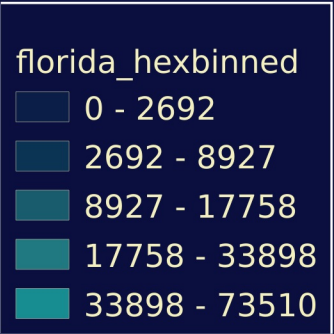 florida_hexbinned
0 - 2692
2692 - 8927
8927 - 17758
17758 - 33898
33898 - 73510